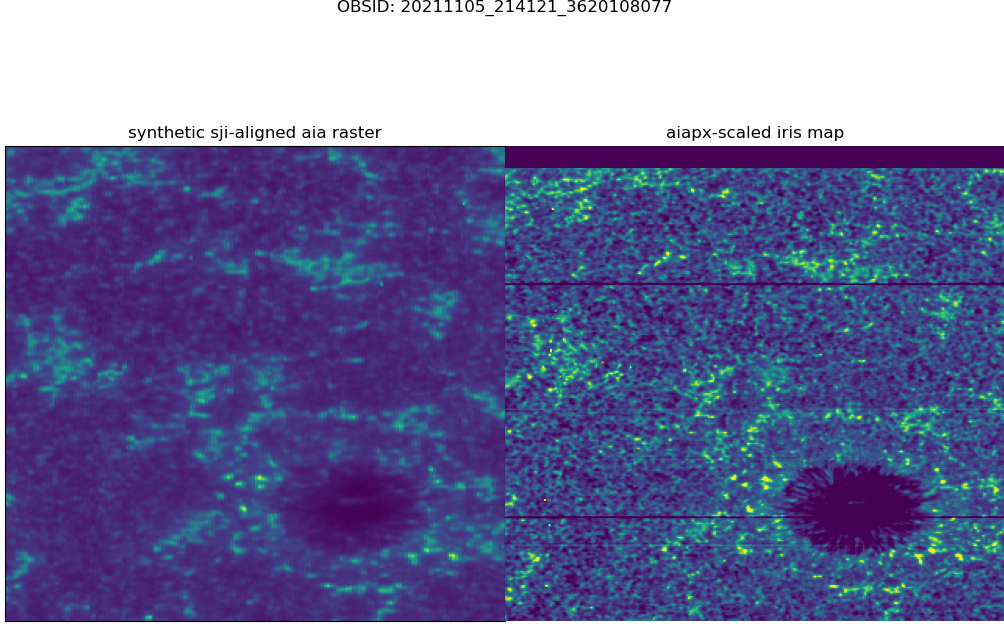 OBSID: 20211105_214121_3620108077
synthetic sji-aligned aia raster
aiapx-scaled iris map